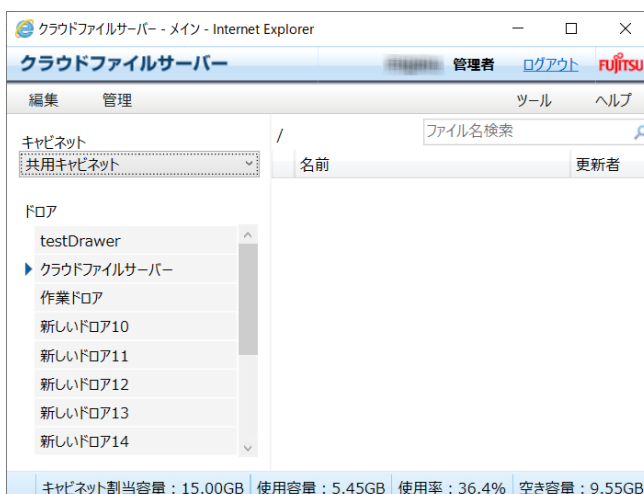 クラウドファイルサーバー - メイン - Internet Explorer
クラウドファイルサーバー 管理者 ログアウト FUJITSU
編集 管理 ツール ヘルプ
キャビネット / ファイル名検索
共用キャビネット 名前 更新者
ドロア
testDrawer
クラウドファイルサーバー
作業ドロア
新しいドロア10
新しいドロア11
新しいドロア12
新しいドロア13
新しいドロア14
キャビネット割当容量：15.00GB 使用容量：5.45GB 使用率：36.4% 空き容量：9.55GB